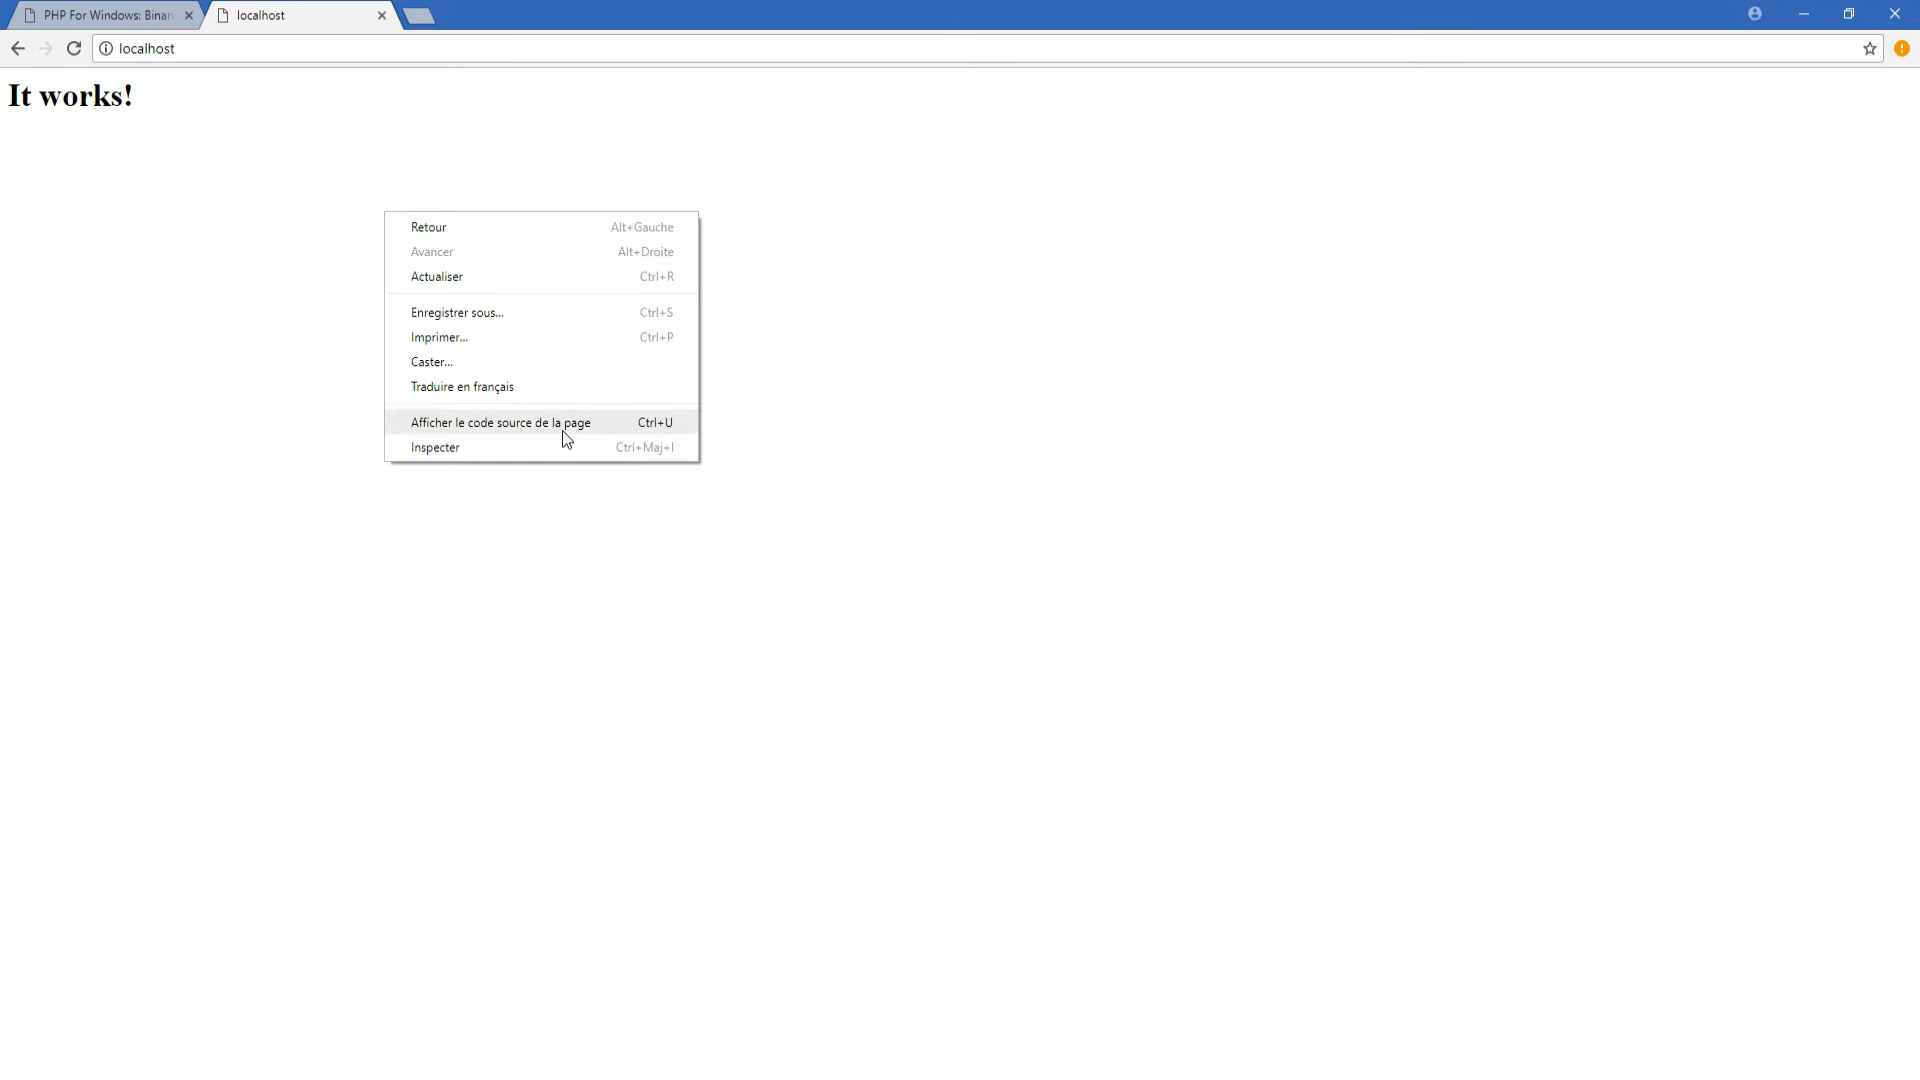 PHP For Windows: Binar
localhost
localhost
It works!
Retour Alt+Gauche
Avancer Alt+Droite
Actualiser Ctrl+R
Enregistrer sous... Ctrl+S
Imprimer... Ctrl+P
Caster...
Traduire en français
Afficher le code source de la page Ctrl+U
Inspecter Ctrl+Maj+I